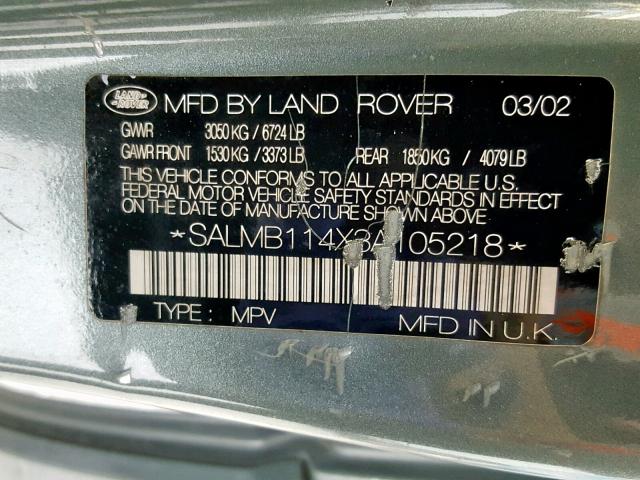 LAND-
ROVER
MFD BY LAND ROVER 03/02
GVWR 3050 KG / 6724 LB
GAWR FRONT 1530 KG / 3373 LB REAR 1850 KG / 4079 LB
THIS VEHICLE CONFORMS TO ALL APPLICABLE U.S.
FEDERAL MOTOR VEHICLE SAFETY STANDARDS IN EFFECT
ON THE DATE OF MANUFACTURE SHOWN ABOVE
*SALMB114X3A105218*
TYPE : MPV MFD IN U.K.